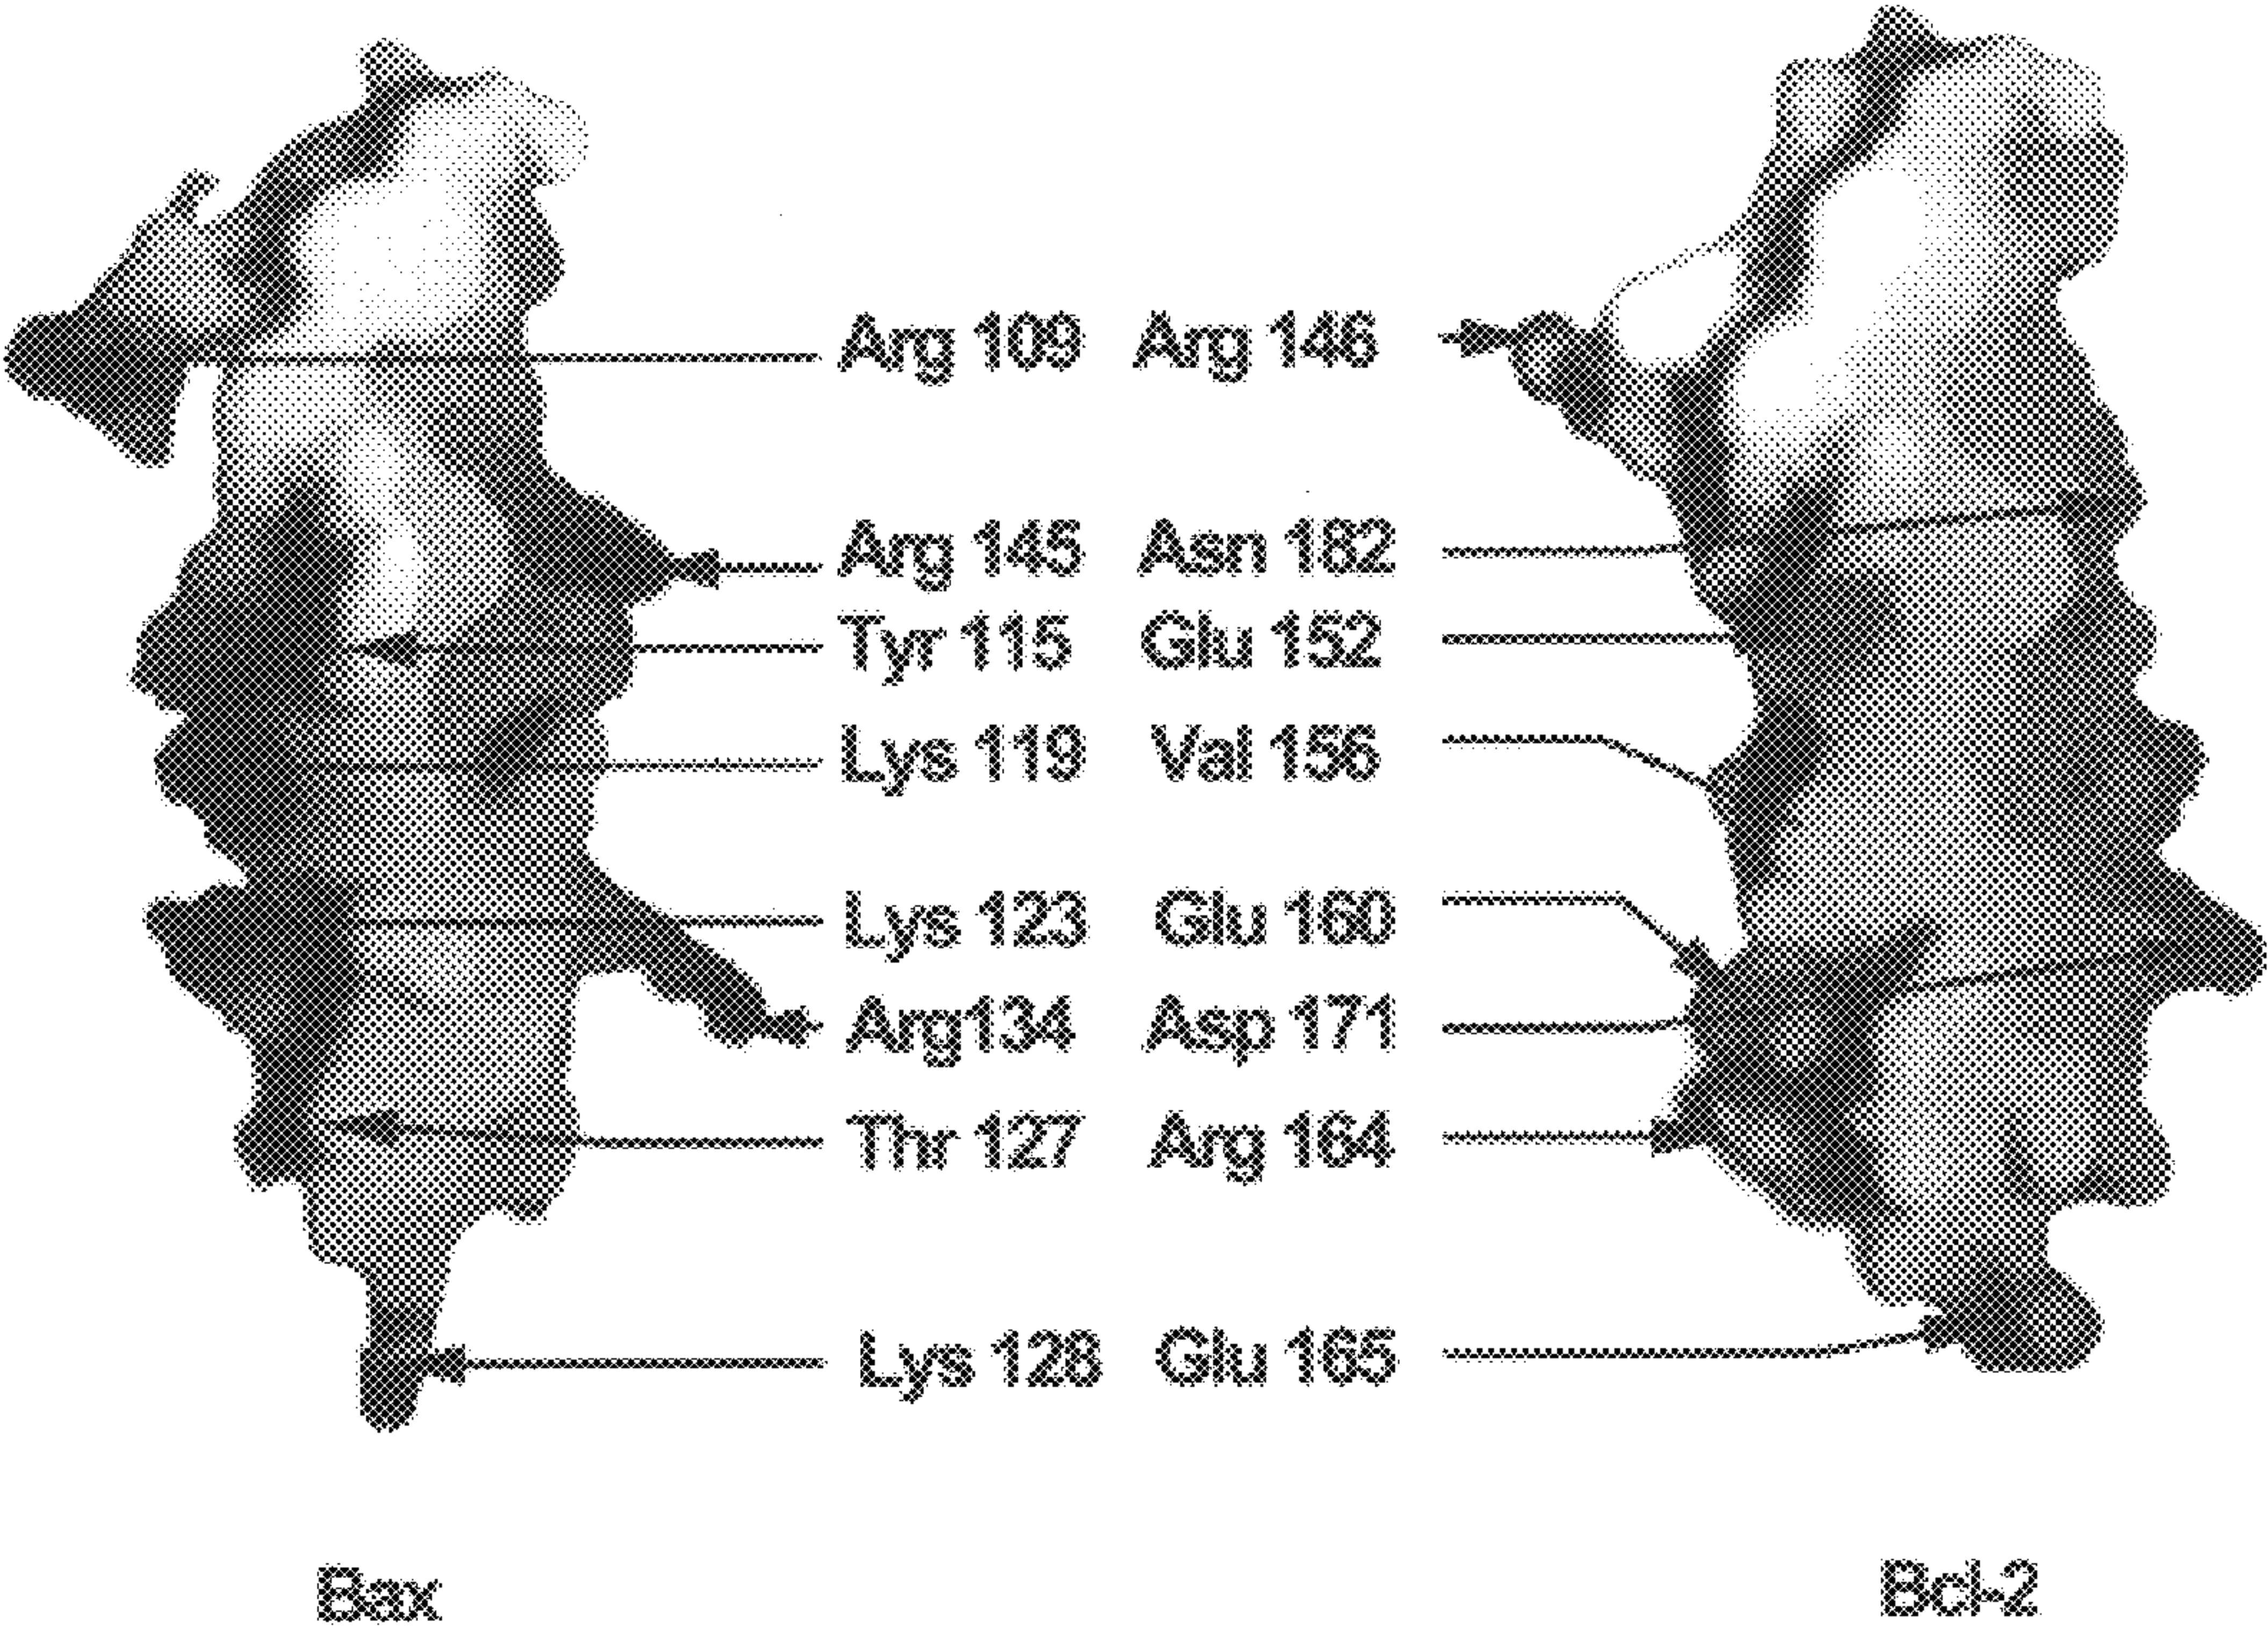 Arg 109 Arg 146
Arg 145 Asn 182
Tyr 115 Glu 152
Lys 119 Val 156
Lys 123 Glu 160
Arg134 Asp 171
Thr 127 Arg 164
Lys 128 Glu 165
Bax Bcl-2